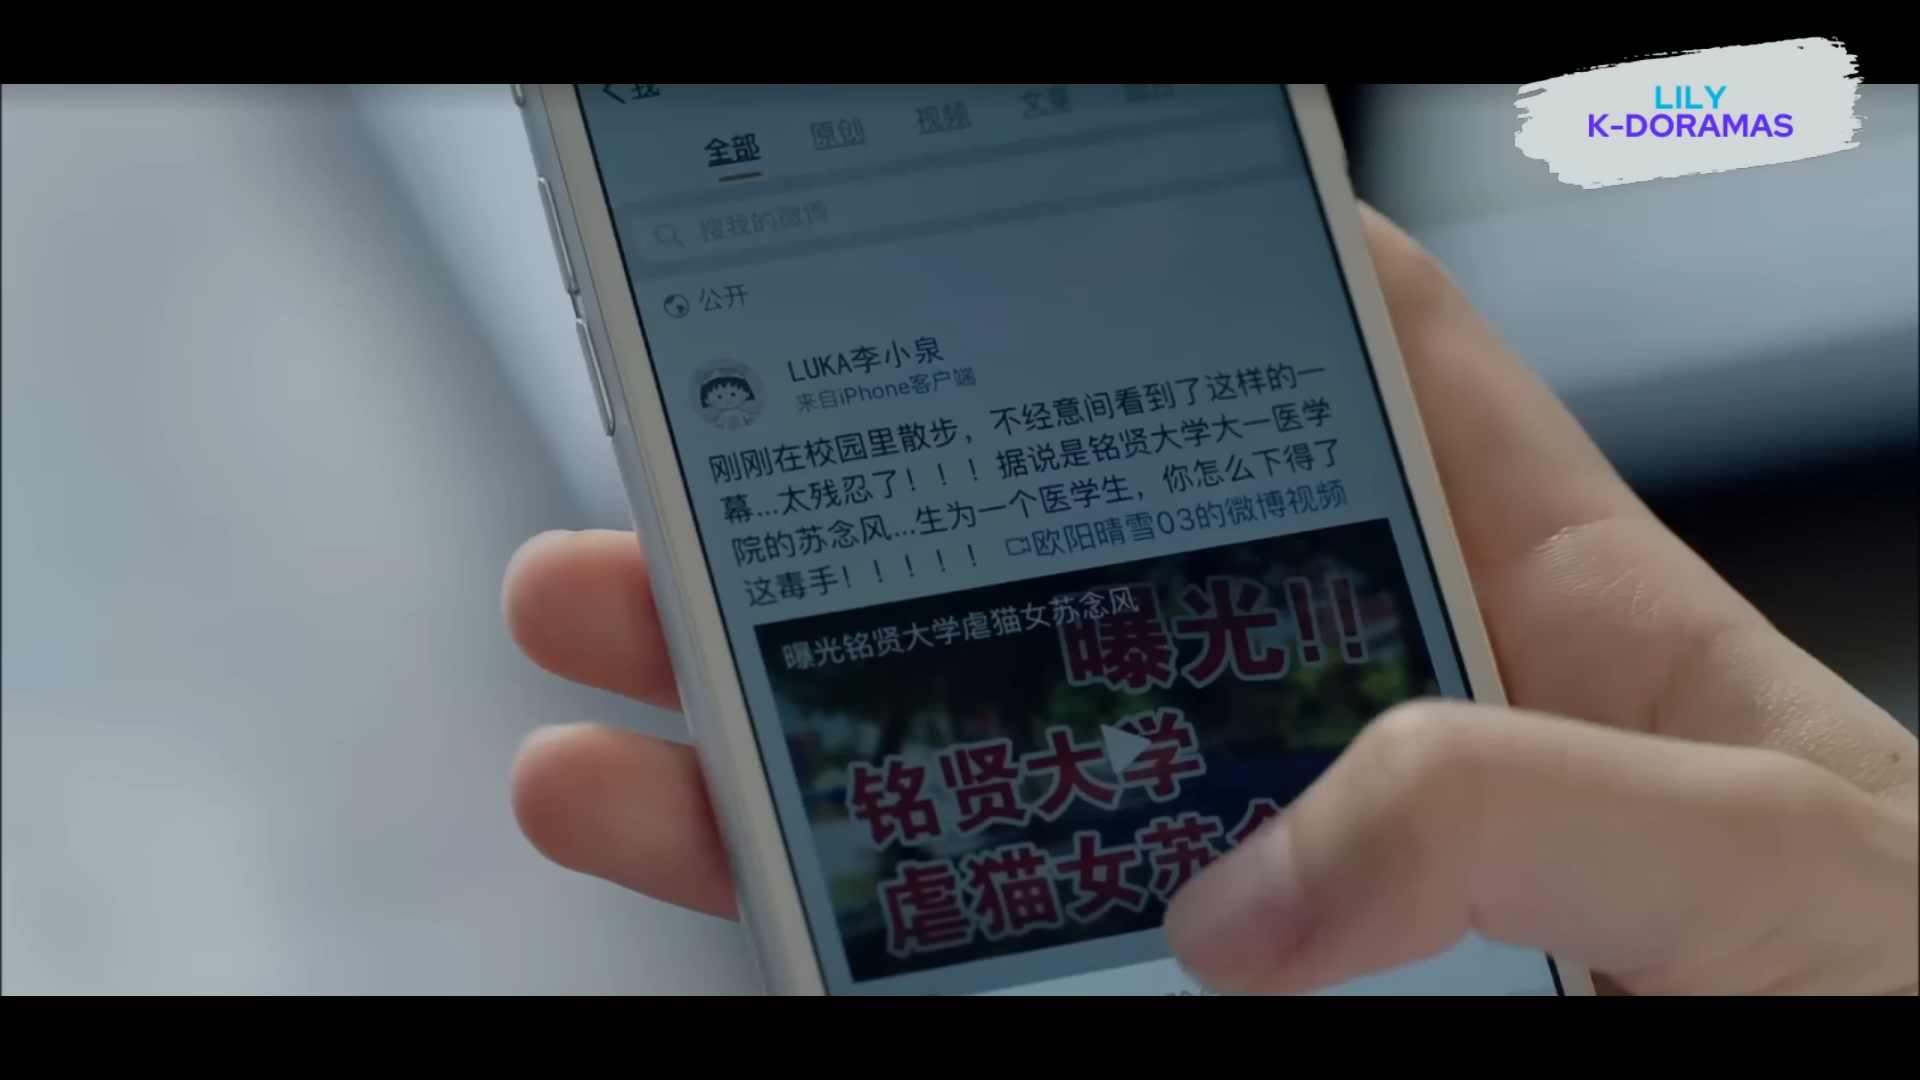 LILY
K-DORAMAS
全部 原创 视频 文章
搜我的微博
公开
LUKA李小泉
来自iPhone客户端
刚刚在校园里散步，不经意间看到了这样的一
幕...太残忍了！！！据说是铭贤大学大一医学
院的苏念风...生为一个医学生，你怎么下得了
这毒手！！！！！ 欧阳晴雪03的微博视频
曝光铭贤大学虐猫女苏念风
曝光!!
铭贤大学
虐猫女苏念